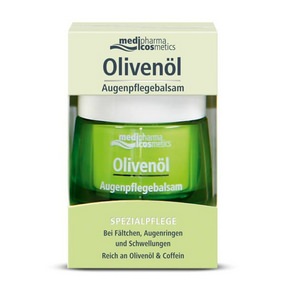 medipharma
cosmetics
Olivenöl
Augenpflegebalsam
medipharma
cosmetics
Olivenöl
Augenpflegebalsam
SPEZIALPFLEGE
Bei Fältchen, Augenringen
und Schwellungen
Reich an Olivenöl & Coffein